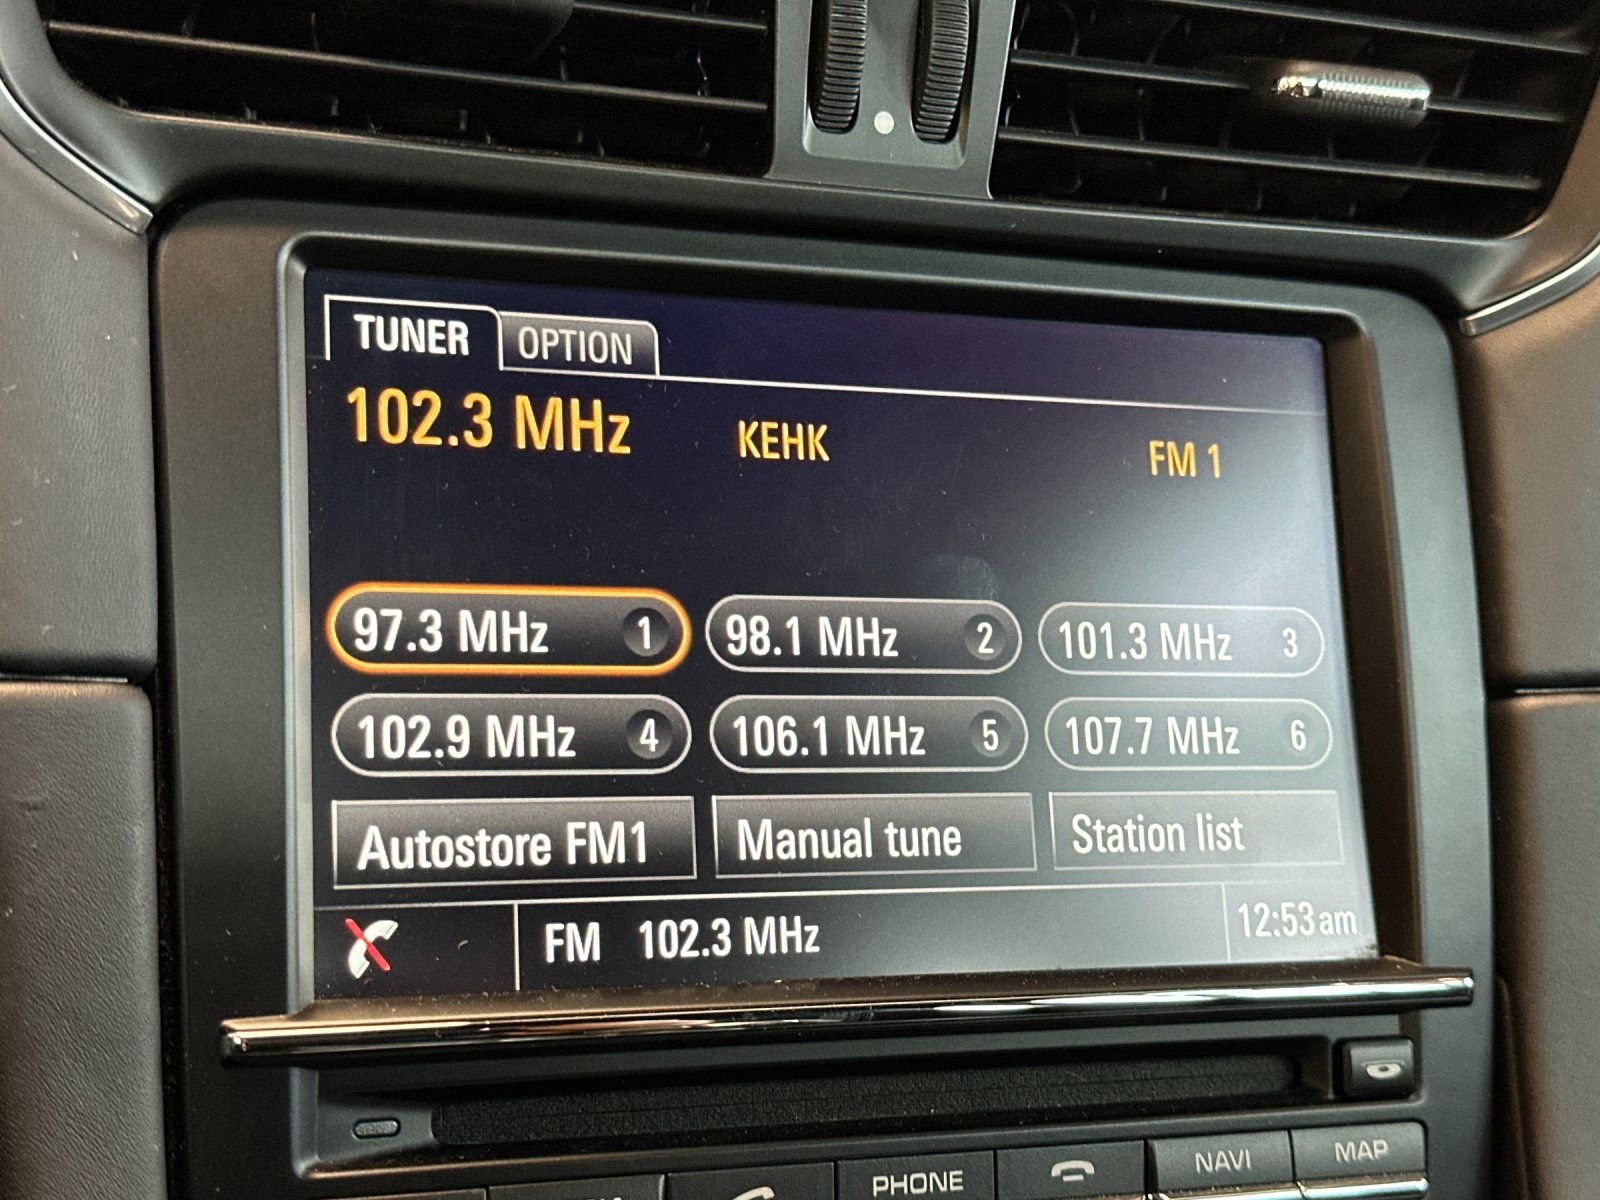 TUNER OPTION
102.3 MHz KEHK FM 1
97.3 MHz 1 98.1 MHz 2 101.3 MHz 3
102.9 MHz 4 106.1 MHz 5 107.7 MHz 6
Autostore FM1 Manual tune Station list
FM 102.3 MHz 12:53am
PHONE NAVI MAP